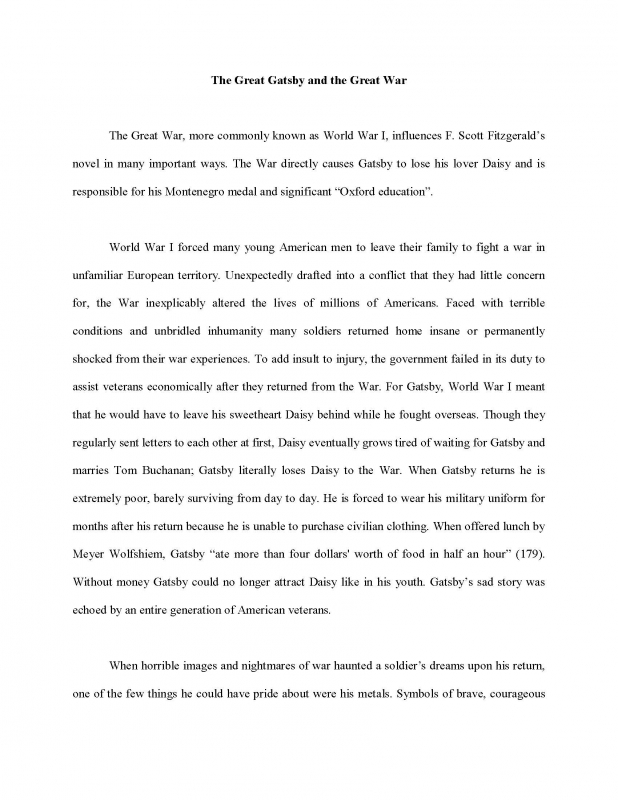 The Great Gatsby and the Great War
The Great War, more commonly known as World War I, influences F. Scott Fitzgerald’s
novel in many important ways. The War directly causes Gatsby to lose his lover Daisy and is
responsible for his Montenegro medal and significant “Oxford education”.
World War I forced many young American men to leave their family to fight a war in
unfamiliar European territory. Unexpectedly drafted into a conflict that they had little concern
for, the War inexplicably altered the lives of millions of Americans. Faced with terrible
conditions and unbridled inhumanity many soldiers returned home insane or permanently
shocked from their war experiences. To add insult to injury, the government failed in its duty to
assist veterans economically after they returned from the War. For Gatsby, World War I meant
that he would have to leave his sweetheart Daisy behind while he fought overseas. Though they
regularly sent letters to each other at first, Daisy eventually grows tired of waiting for Gatsby and
marries Tom Buchanan; Gatsby literally loses Daisy to the War. When Gatsby returns he is
extremely poor, barely surviving from day to day. He is forced to wear his military uniform for
months after his return because he is unable to purchase civilian clothing. When offered lunch by
Meyer Wolfshiem, Gatsby “ate more than four dollars' worth of food in half an hour” (179).
Without money Gatsby could no longer attract Daisy like in his youth. Gatsby’s sad story was
echoed by an entire generation of American veterans.
When horrible images and nightmares of war haunted a soldier’s dreams upon his return,
one of the few things he could have pride about were his metals. Symbols of brave, courageous